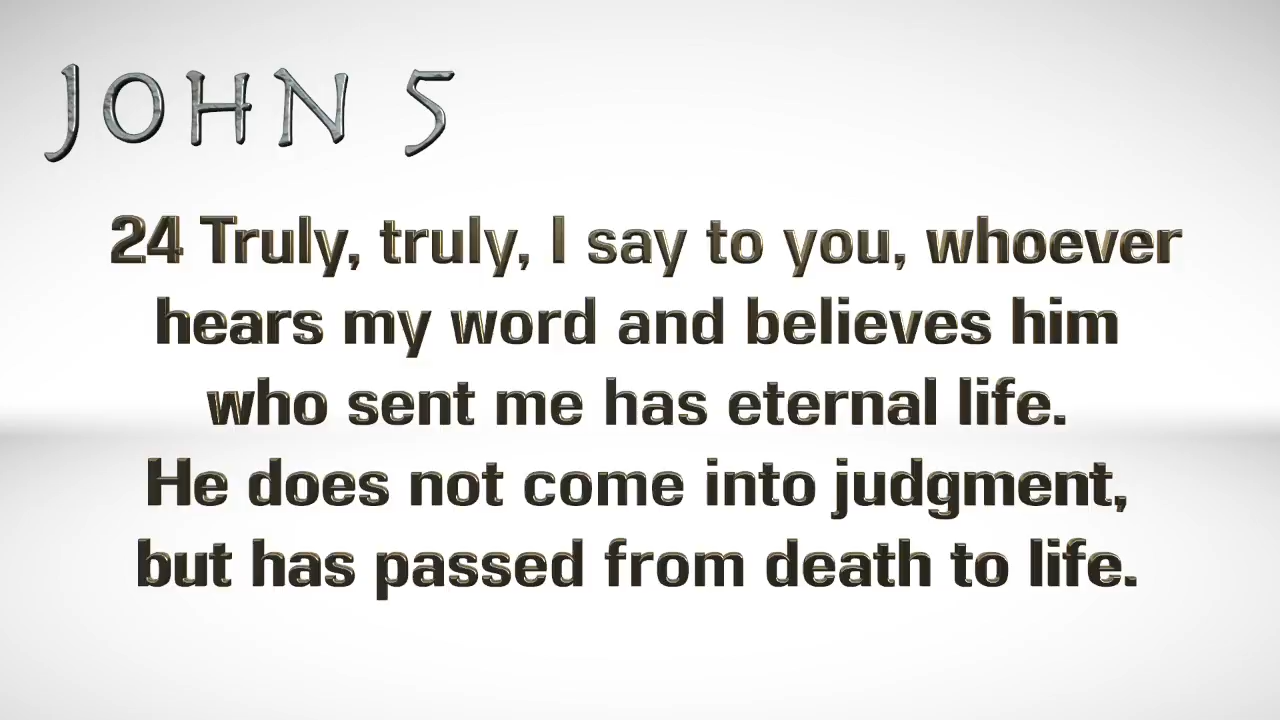 JOHN 5
24 Truly, truly, I say to you, whoever
hears my word and believes him
who sent me has eternal life.
He does not come into judgment,
but has passed from death to life.